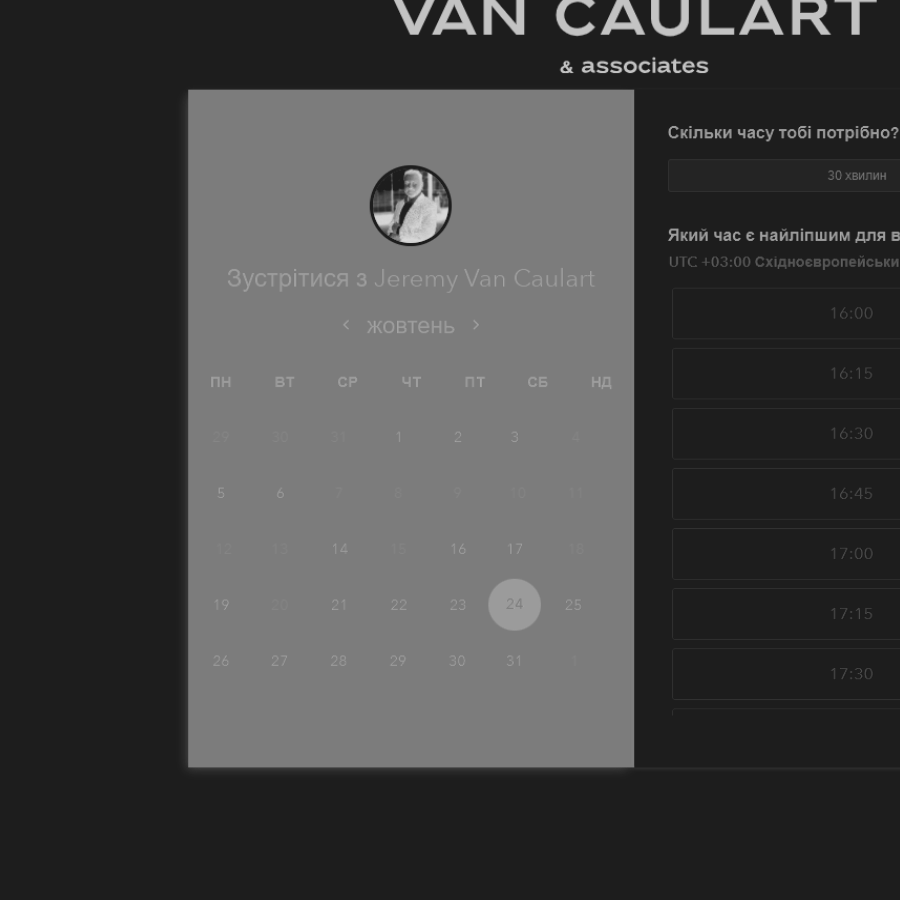 VAN CAULART
& associates
Зустрітися з Jeremy Van Caulart
жовтень
ПН ВТ СР ЧТ ПТ СБ НД
29 30 31 1 2 3 4
5 6 7 8 9 10 11
12 13 14 15 16 17 18
19 20 21 22 23 24 25
26 27 28 29 30 31 1
Скільки часу тобі потрібно?
30 хвилин
Який час є найліпшим для в
UTC +03:00 Східноєвропейськи
16:00
16:15
16:30
16:45
17:00
17:15
17:30